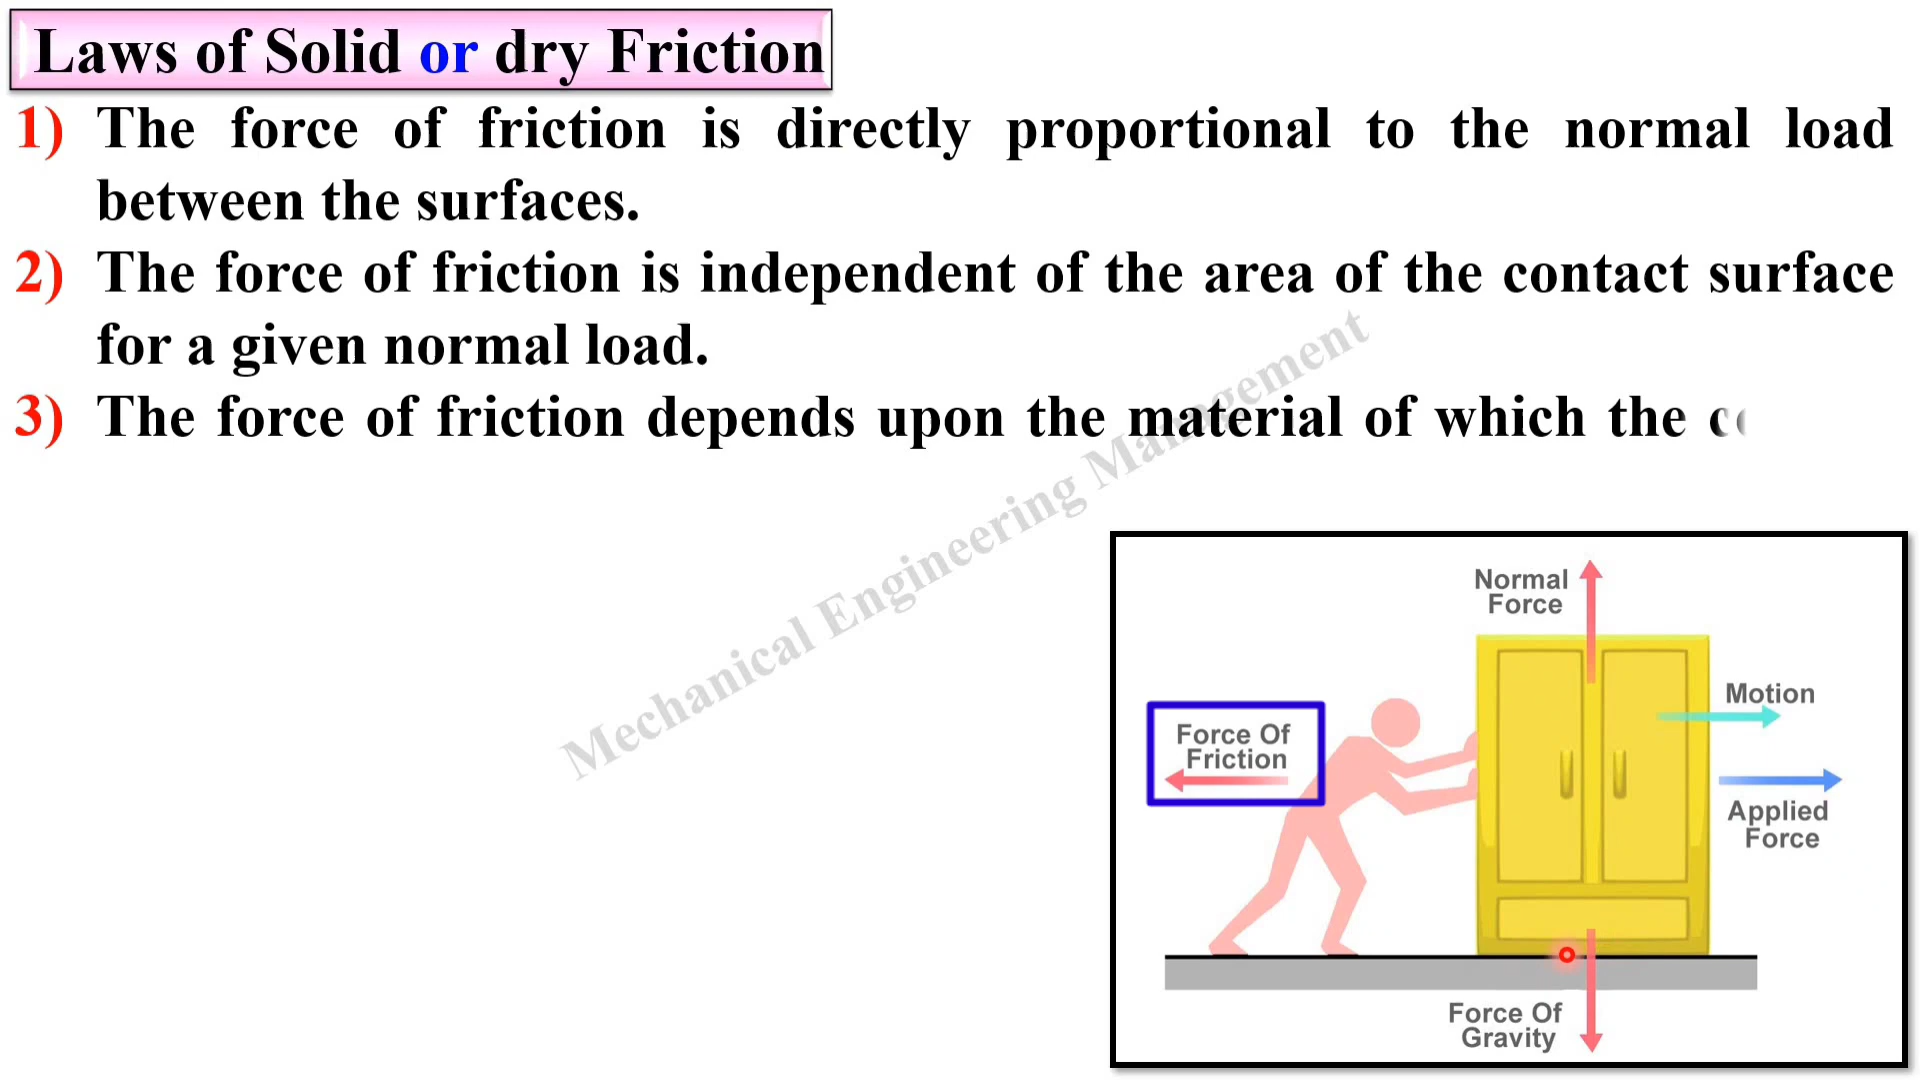 Laws of Solid or dry Friction
1) The force of friction is directly proportional to the normal load
between the surfaces.
2) The force of friction is independent of the area of the contact surface
for a given normal load.
3) The force of friction depends upon the material of which the
Mechanical Engineering Management
Normal
Force
Motion
Force Of
Friction
Applied
Force
Force Of
Gravity